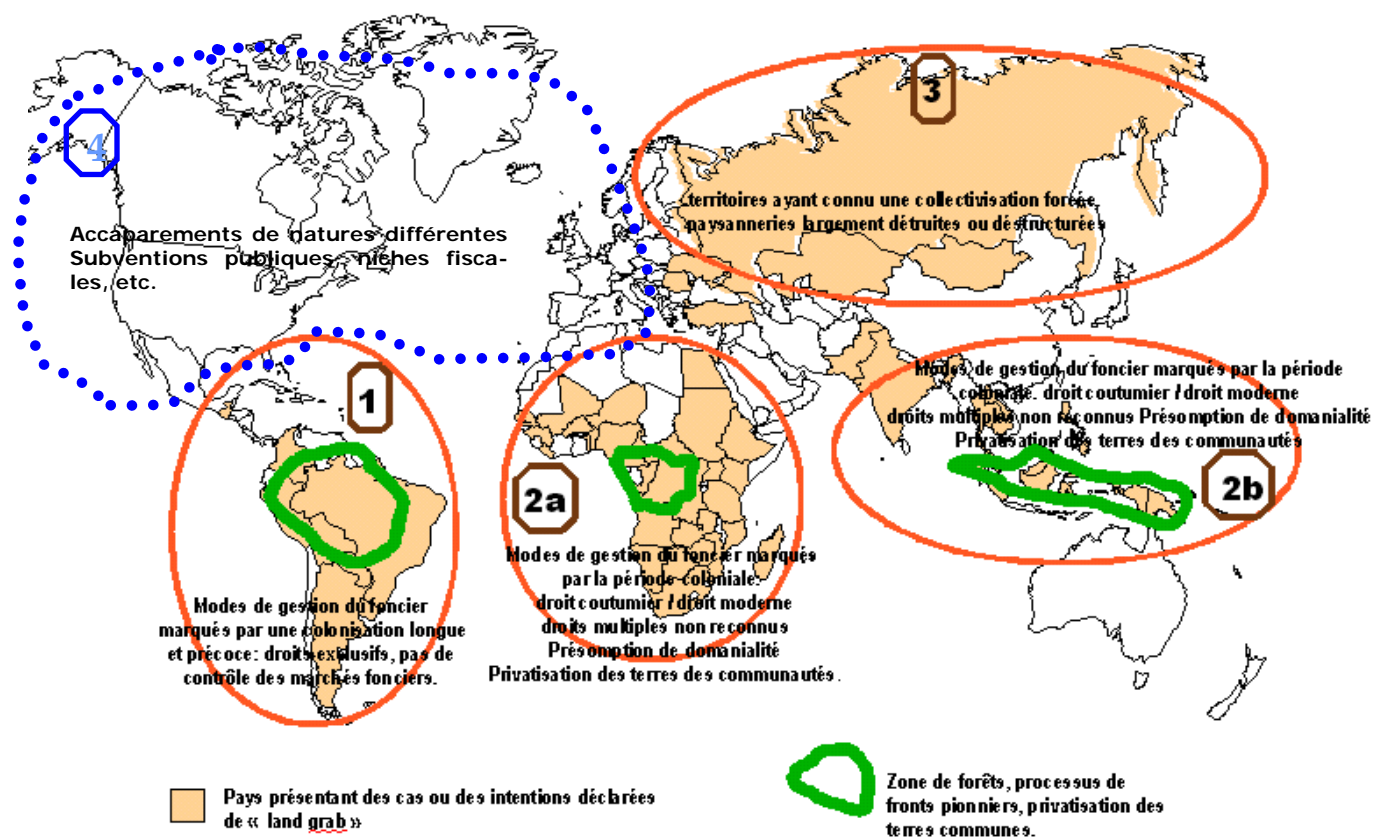 3
4
territoires ayant connu une collectivisation forcée,
paysanneries largement détruites ou déstructurées
Accaparements de natures différentes
Subventions publiques, niches fisca-
les, etc.
1
Modes de gestion du foncier
marqués par une colonisation longue
et précoce: droits exclusifs, pas de
contrôle des marchés fonciers.
2a
Modes de gestion du foncier marqués
par la période coloniale.
droit coutumier / droit moderne
droits multiples non reconnus
Présomption de domanialité
Privatisation des terres des communautés.
Modes de gestion du foncier marqués par la période
coloniale. droit coutumier / droit moderne
droits multiples non reconnus Présomption de domanialité
Privatisation des terres des communautés
2b
Pays présentant des cas ou des intentions déclarées
de « land grab »
Zone de forêts, processus de
fronts pionniers, privatisation des
terres communes.